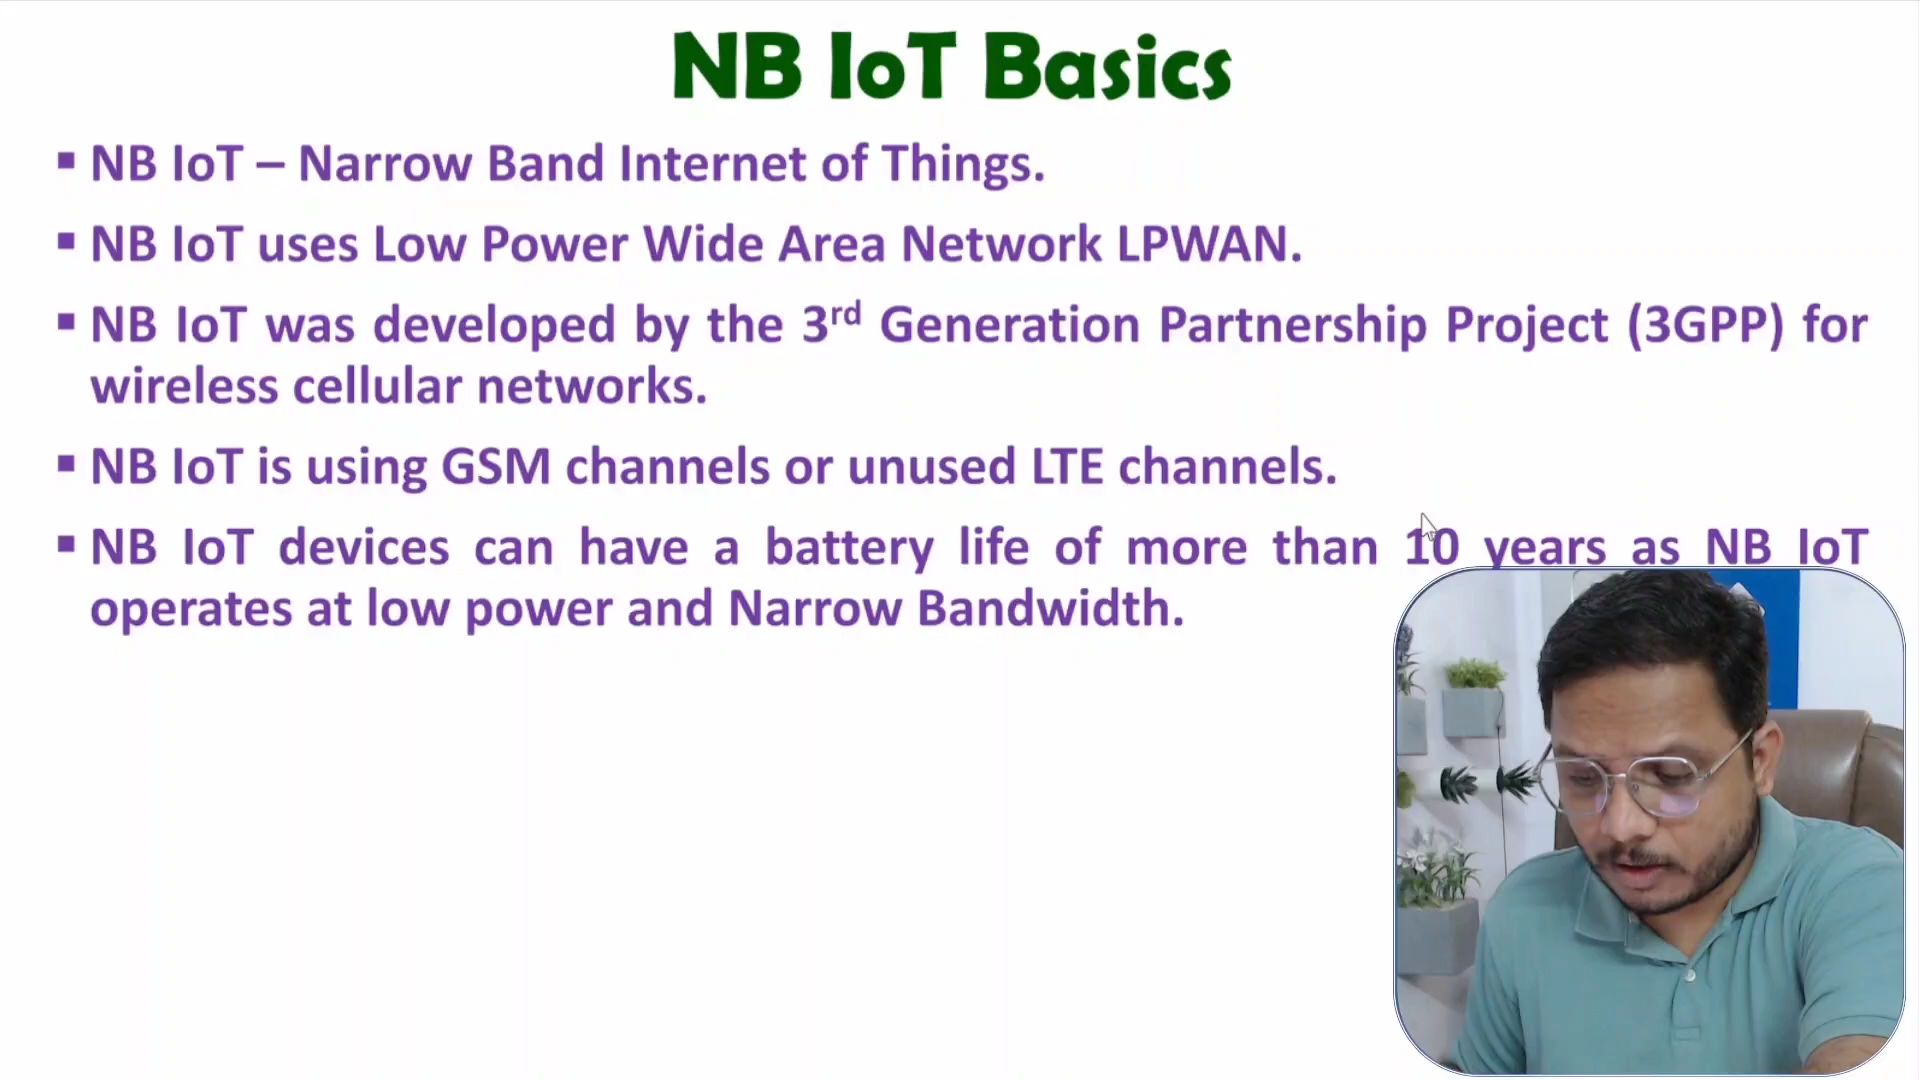 NB IoT Basics
▪ NB IoT – Narrow Band Internet of Things.
▪ NB IoT uses Low Power Wide Area Network LPWAN.
▪ NB IoT was developed by the 3rd Generation Partnership Project (3GPP) for
wireless cellular networks.
▪ NB IoT is using GSM channels or unused LTE channels.
▪ NB IoT devices can have a battery life of more than 10 years as NB IoT
operates at low power and Narrow Bandwidth.